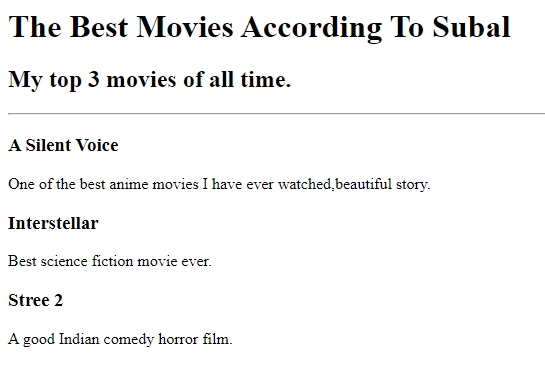 The Best Movies According To Subal
My top 3 movies of all time.
A Silent Voice
One of the best anime movies I have ever watched,beautiful story.
Interstellar
Best science fiction movie ever.
Stree 2
A good Indian comedy horror film.